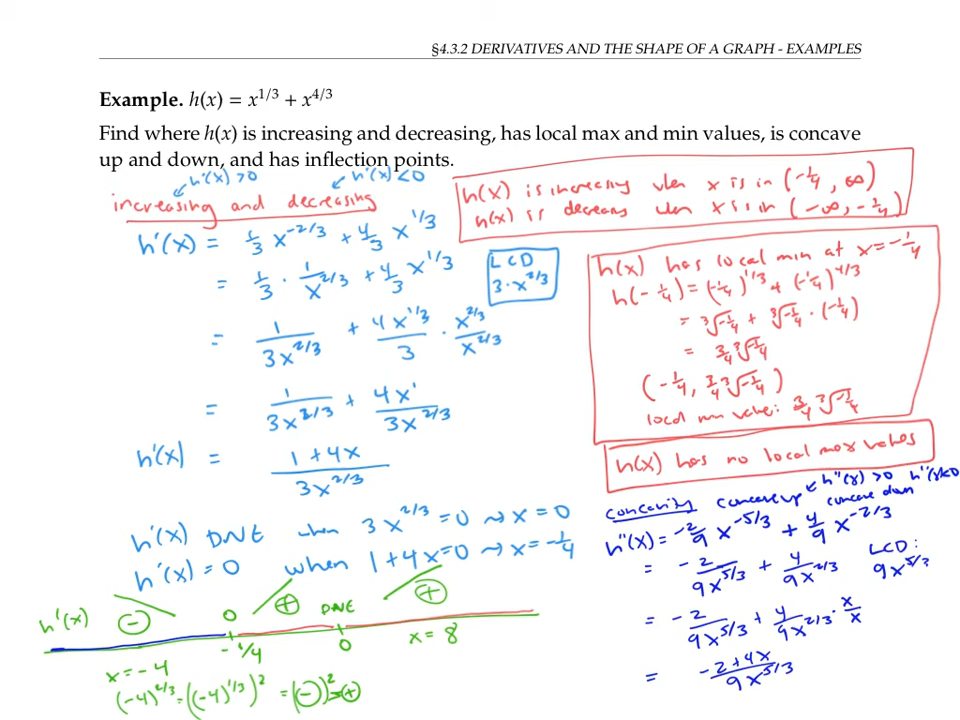 §4.3.2 DERIVATIVES AND THE SHAPE OF A GRAPH - EXAMPLES
Example. h(x) = x^{1/3} + x^{4/3}
Find where h(x) is increasing and decreasing, has local max and min values, is concave
up and down, and has inflection points.
h'(x) > 0
h'(x) < 0
increasing and decreasing
h'(x) = 1/3 x^{-2/3} + 4/3 x^{1/3}
= 1/3 · 1/x^{2/3} + 4/3 x^{1/3}
LCD
3 · x^{2/3}
= 1/(3x^{2/3}) + 4x^{1/3}/3 · x^{2/3}/x^{2/3}
= 1/(3x^{2/3}) + 4x^1/(3x^{2/3})
h'(x) = (1 + 4x)/(3x^{2/3})
h'(x) DNE when 3x^{2/3} = 0 ⤳ x = 0
h'(x) = 0 when 1 + 4x = 0 ⤳ x = -1/4
h'(x) - 0 + DNE +
-1/4 0 x = 8
x = -4
(-4)^{2/3} = ((-4)^{1/3})^2 = (-)^2 = +
h(x) is increasing when x is in (-1/4, ∞)
h(x) is decreas when x is in (-∞, -1/4)
h(x) has local min at x = -1/4
h(-1/4) = (-1/4)^{1/3} + (-1/4)^{4/3}
= ∛(-1/4) + ∛(-1/4) · (-1/4)
= 3/4 ∛(-1/4)
(-1/4, 3/4 ∛(-1/4))
local min value: 3/4 ∛(-1/4)
h(x) has no local max values
concavity concave up h''(x) > 0 h''(x) < 0
concave down
h''(x) = -2/9 x^{-5/3} + 4/9 x^{-2/3}
= -2/(9x^{5/3}) + 4/(9x^{2/3})
LCD:
9x^{5/3}
= -2/(9x^{5/3}) + 4/(9x^{2/3}) · x/x
= (-2 + 4x)/(9x^{5/3})